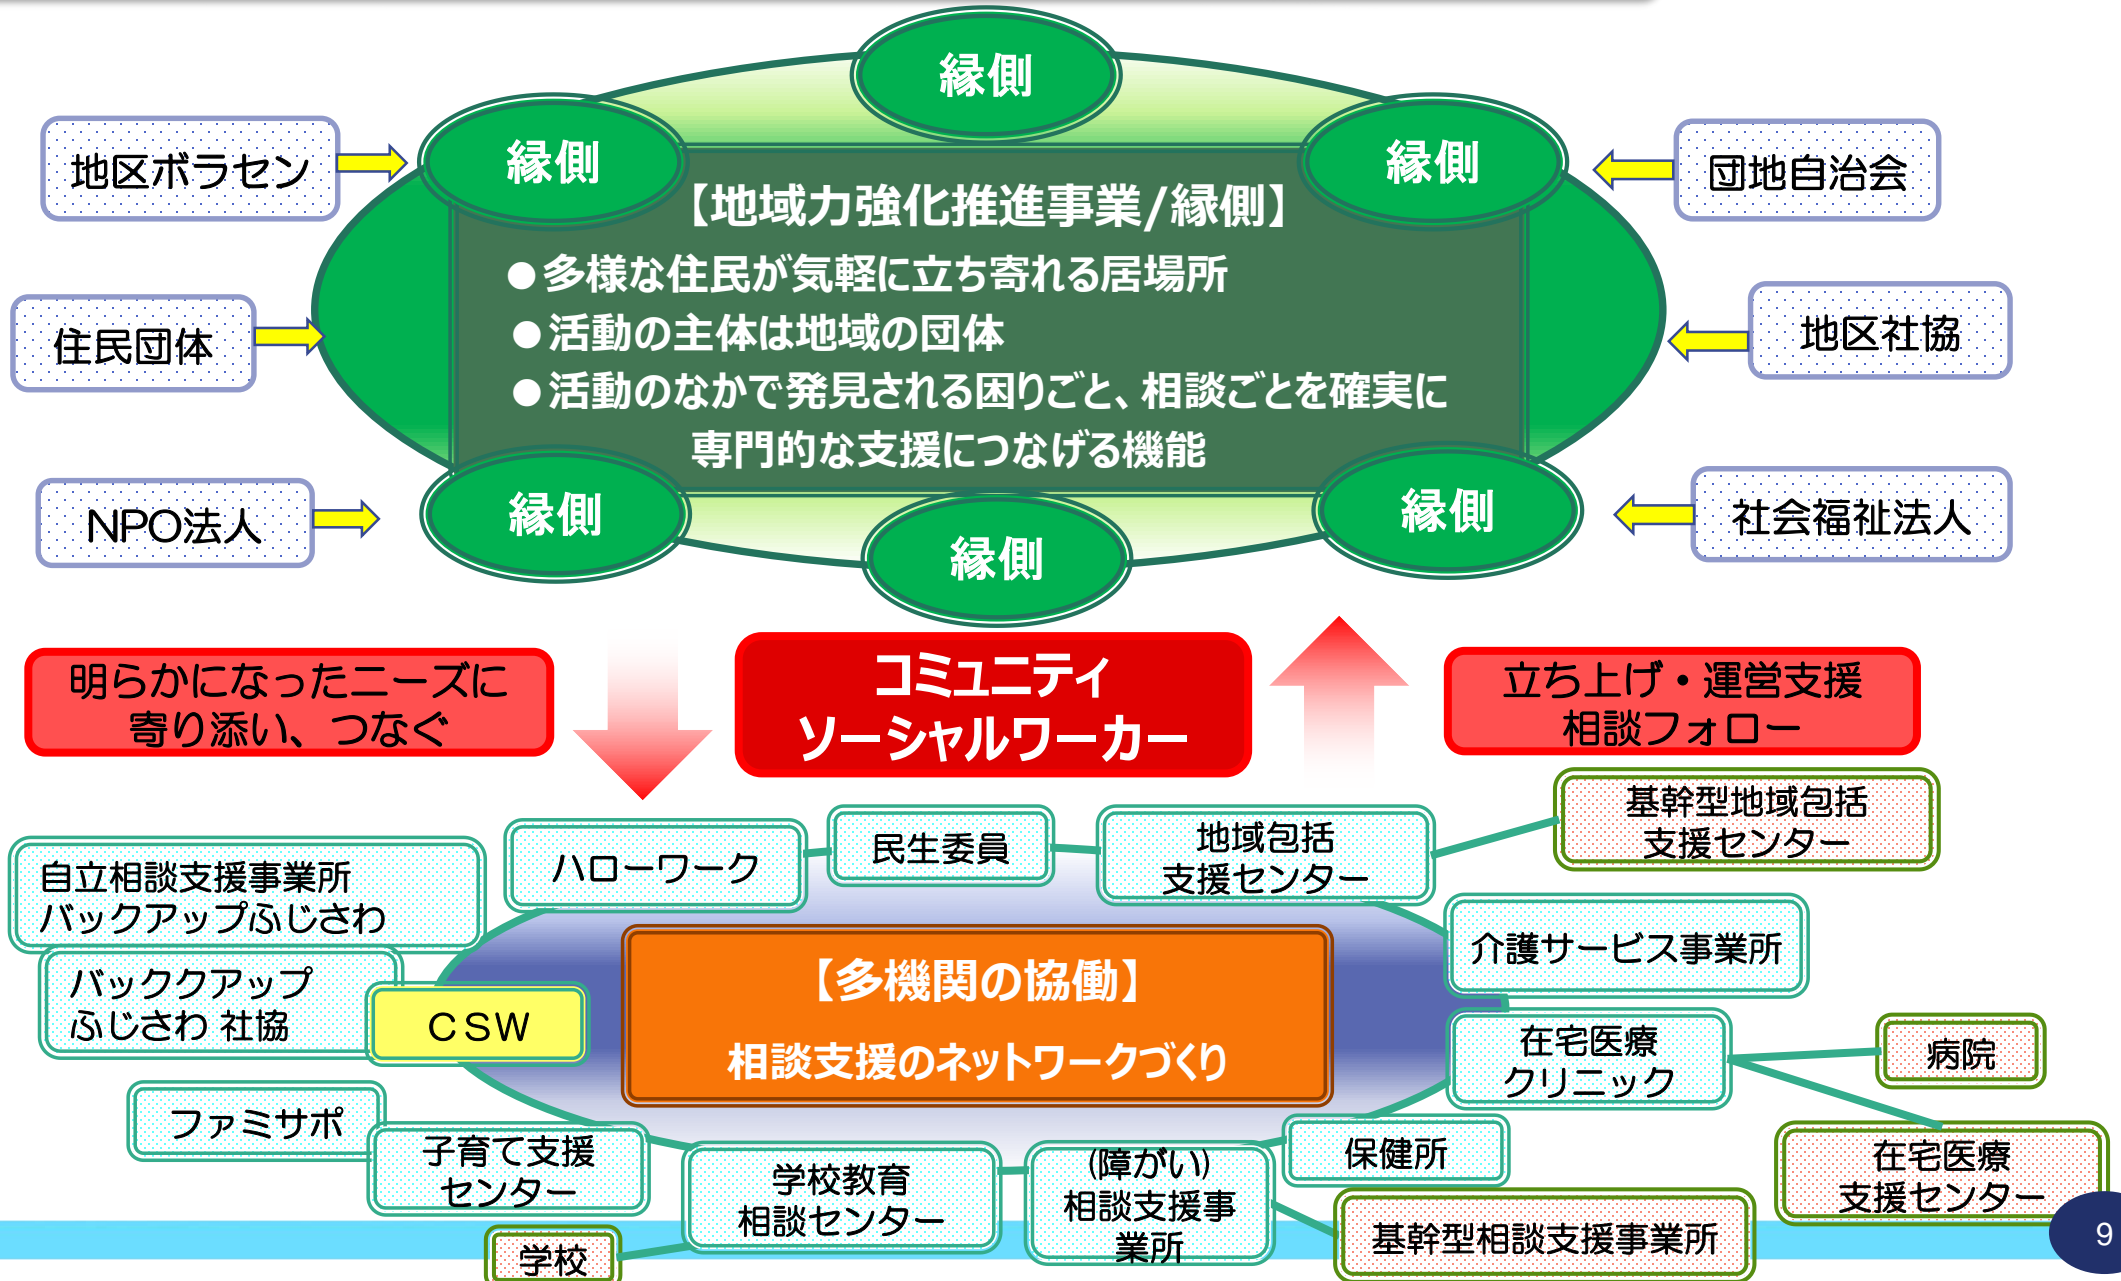 縁側
縁側
縁側
地区ボラセン
団地自治会
【地域力強化推進事業/縁側】
●多様な住民が気軽に立ち寄れる居場所
●活動の主体は地域の団体
●活動のなかで発見される困りごと、相談ごとを確実に
専門的な支援につなげる機能
住民団体
地区社協
NPO法人
縁側
縁側
縁側
社会福祉法人
明らかになったニーズに
寄り添い、つなぐ
コミュニティ
ソーシャルワーカー
立ち上げ・運営支援
相談フォロー
基幹型地域包括
支援センター
ハローワーク
民生委員
地域包括
支援センター
自立相談支援事業所
バックアップふじさわ
バッククアップ
ふじさわ 社協
CSW
【多機関の協働】
相談支援のネットワークづくり
介護サービス事業所
在宅医療
クリニック
病院
ファミサポ
子育て支援
センター
学校教育
相談センター
(障がい)
相談支援事
業所
保健所
在宅医療
支援センター
学校
基幹型相談支援事業所
9